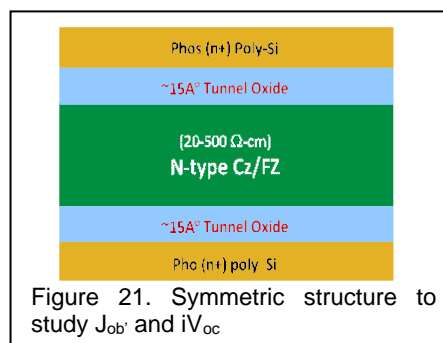 Phos (n+) Poly-Si
~15A° Tunnel Oxide
(20-500 Ω-cm)
N-type Cz/FZ
~15A° Tunnel Oxide
Pho (n+) poly Si
Figure 21. Symmetric structure to
study Job' and iVoc